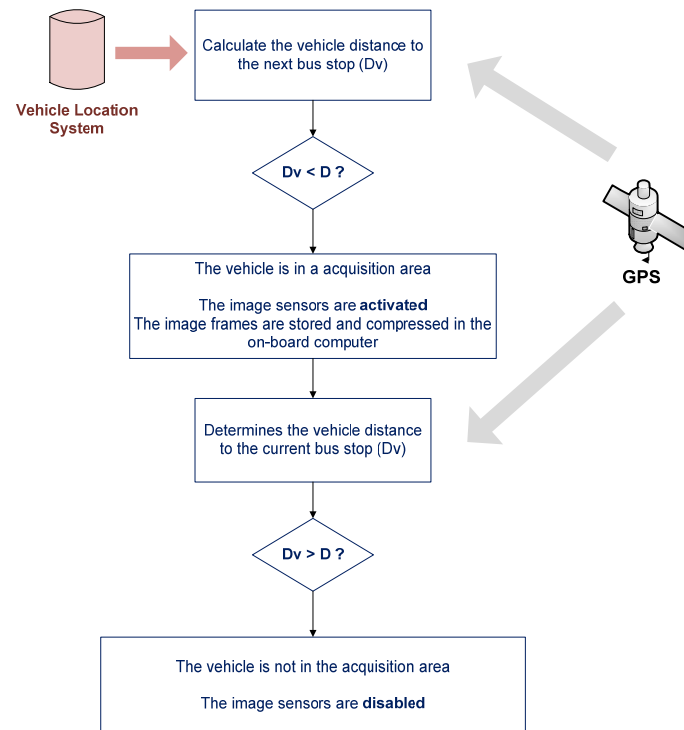 Calculate the vehicle distance to
the next bus stop (Dv)
Vehicle Location
System
Dv < D ?
GPS
The vehicle is in a acquisition area
The image sensors are activated
The image frames are stored and compressed in the
on-board computer
Determines the vehicle distance
to the current bus stop (Dv)
Dv > D ?
The vehicle is not in the acquisition area
The image sensors are disabled